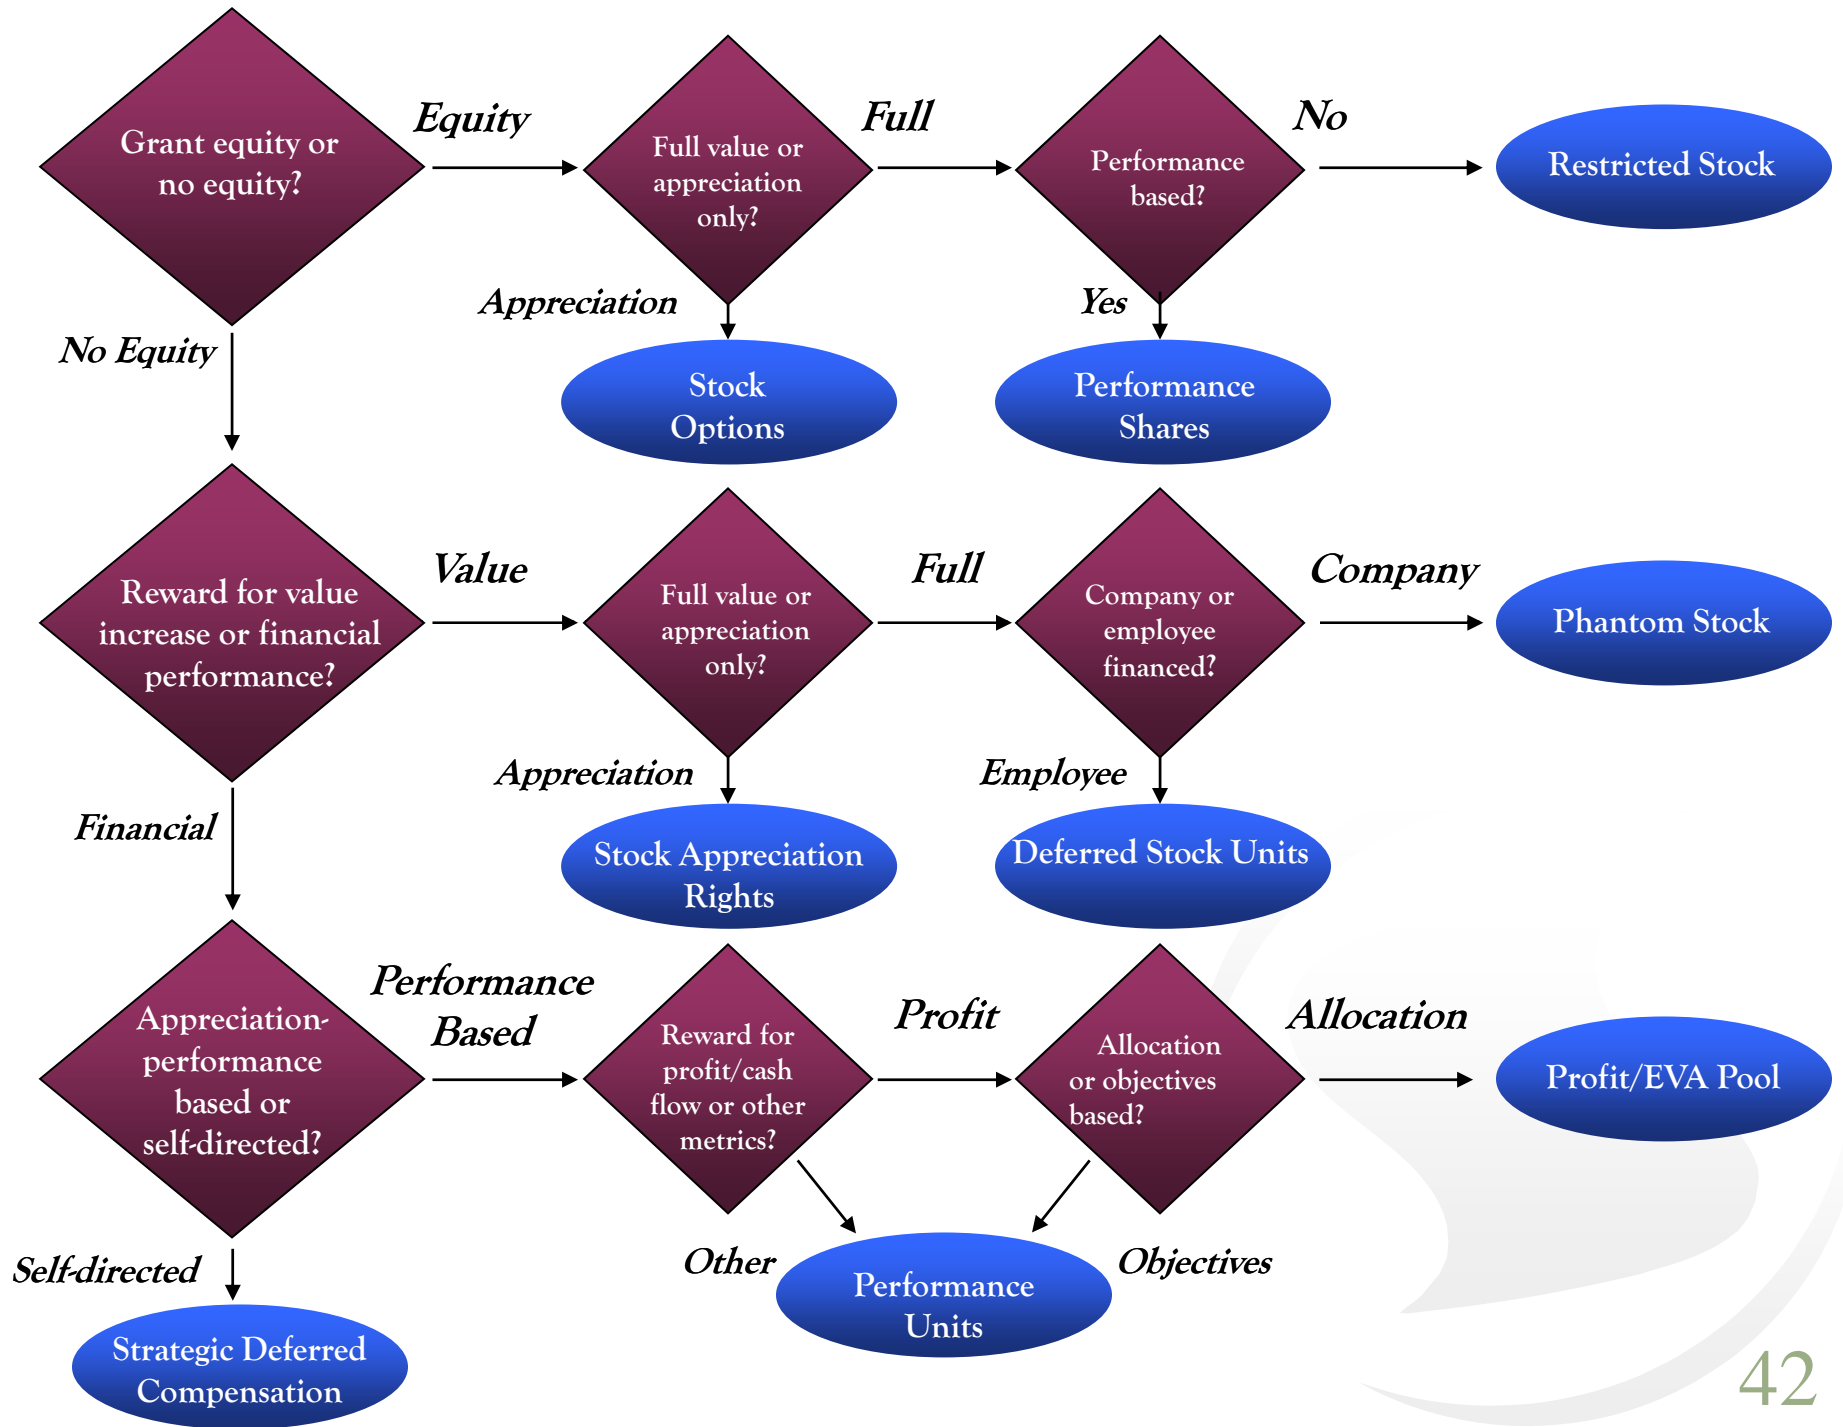 Grant equity or
no equity?
Equity
Full value or
appreciation
only?
Full
Performance
based?
No
Restricted Stock
Appreciation
Yes
No Equity
Stock
Options
Performance
Shares
Reward for value
increase or financial
performance?
Value
Full value or
appreciation
only?
Full
Company or
employee
financed?
Company
Phantom Stock
Appreciation
Employee
Financial
Stock Appreciation
Rights
Deferred Stock Units
Appreciation-
performance
based or
self-directed?
Performance
Based
Reward for
profit/cash
flow or other
metrics?
Profit
Allocation
or objectives
based?
Allocation
Profit/EVA Pool
Self-directed
Other
Objectives
Performance
Units
Strategic Deferred
Compensation
42